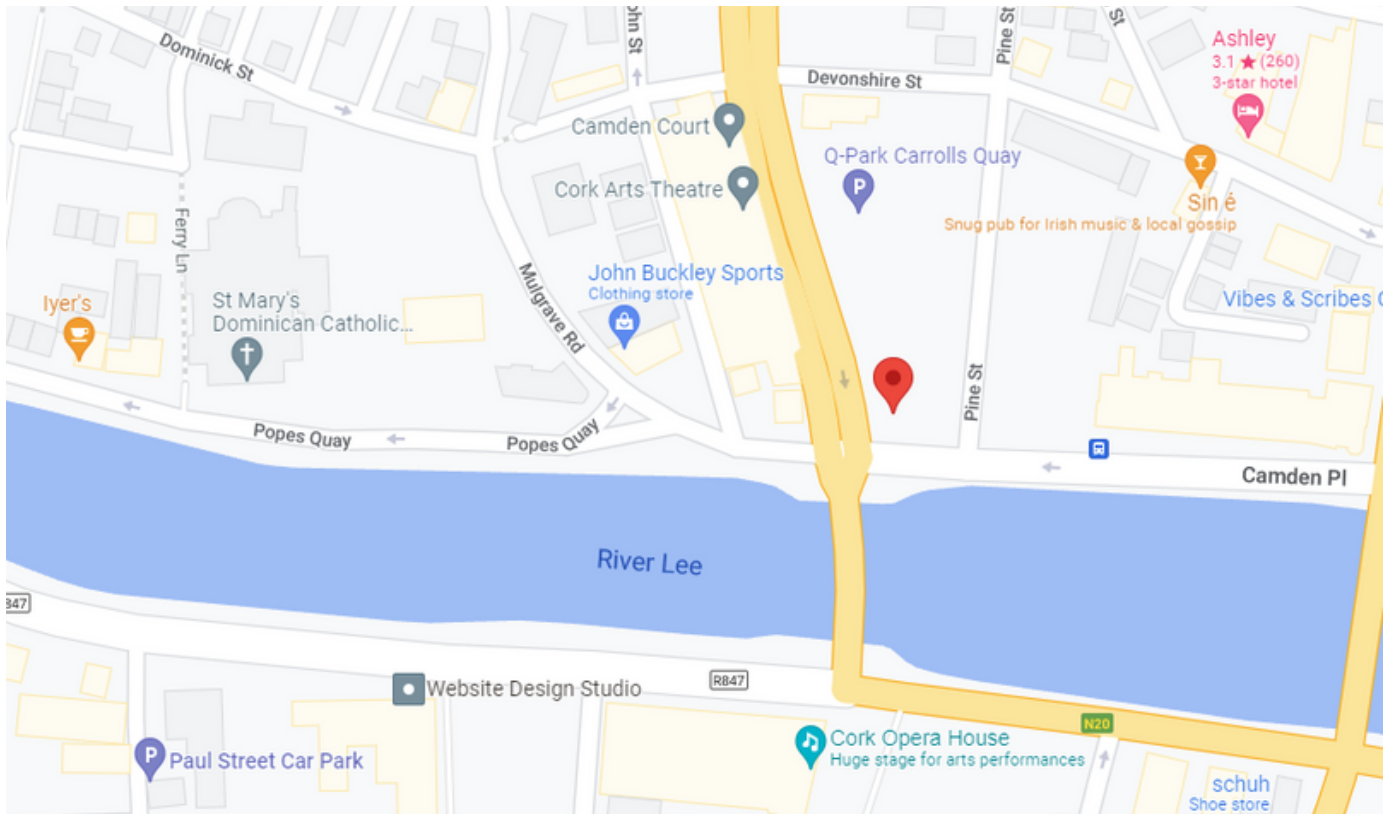 Dominick St
ohn St
Pine St
St
Ashley
3.1 ★ (260)
3-star hotel
Devonshire St
Camden Court
Q-Park Carrolls Quay
P
Cork Arts Theatre
Sin é
Snug pub for Irish music & local gossip
Ferry Ln
Mulgrave Rd
John Buckley Sports
Clothing store
Iyer's
St Mary's
Dominican Catholic...
Vibes & Scribes
Pine St
Popes Quay
Popes Quay
Camden Pl
River Lee
847
R847
Website Design Studio
N20
Cork Opera House
Huge stage for arts performances
P
Paul Street Car Park
schuh
Shoe store